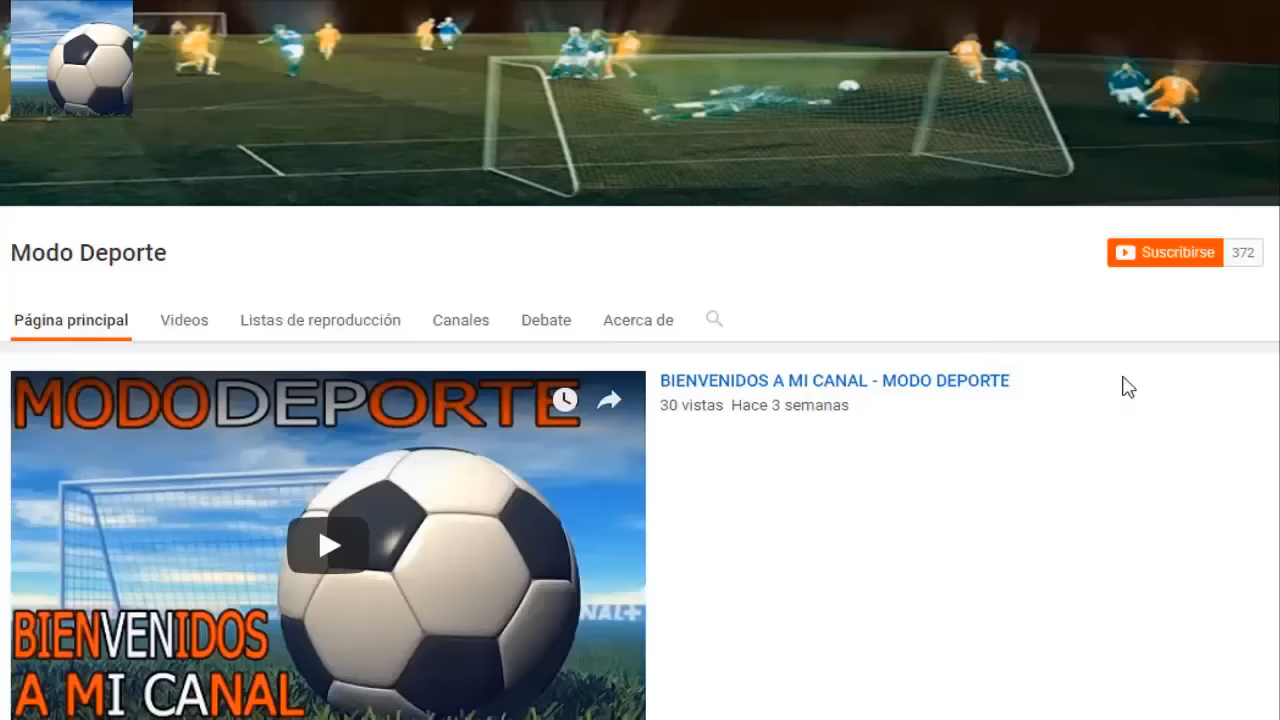 Modo Deporte
Suscribirse 372
Página principal Videos Listas de reproducción Canales Debate Acerca de
MODODEPORTE
BIENVENIDOS A MI CANAL - MODO DEPORTE
30 vistas Hace 3 semanas
NAL+
BIENVENIDOS
A MI CANAL